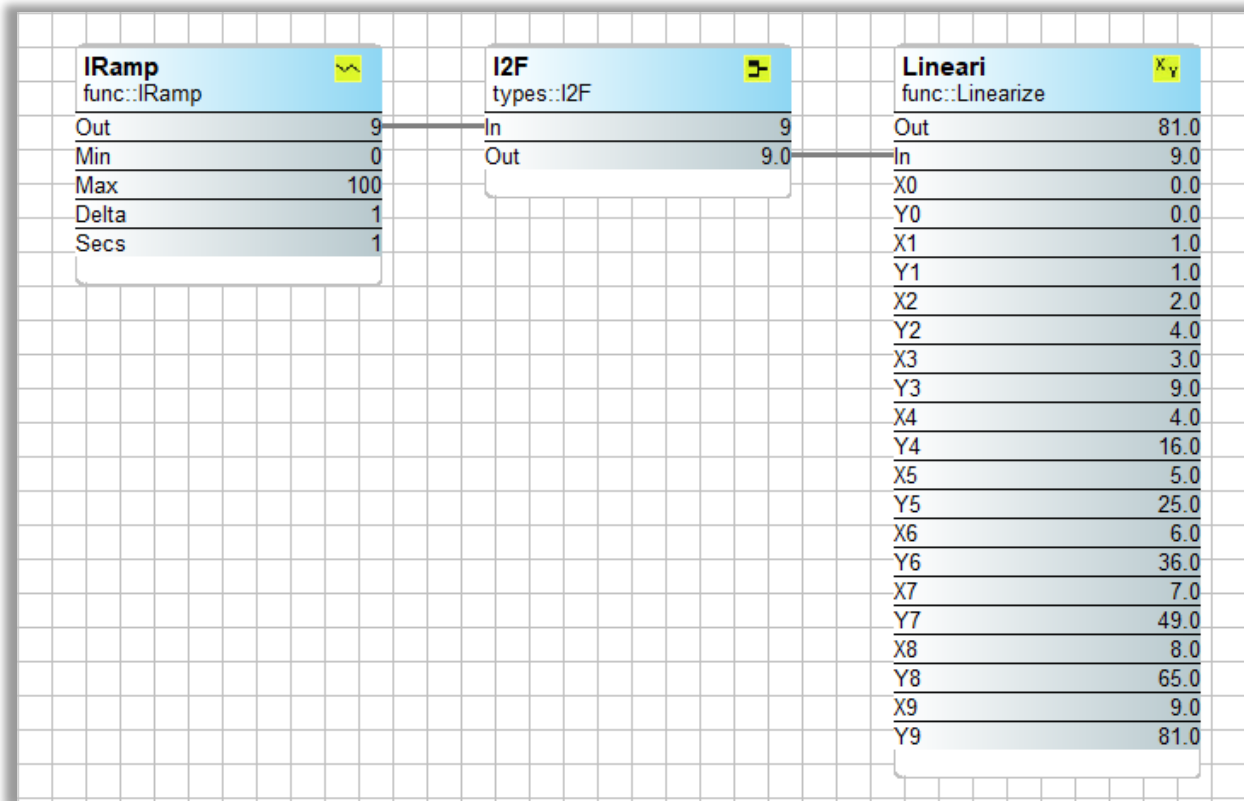 IRamp
func::IRamp
Out 9
Min 0
Max 100
Delta 1
Secs 1
I2F
types::I2F
In 9
Out 9.0
Lineari X Y
func::Linearize
Out 81.0
In 9.0
X0 0.0
Y0 0.0
X1 1.0
Y1 1.0
X2 2.0
Y2 4.0
X3 3.0
Y3 9.0
X4 4.0
Y4 16.0
X5 5.0
Y5 25.0
X6 6.0
Y6 36.0
X7 7.0
Y7 49.0
X8 8.0
Y8 65.0
X9 9.0
Y9 81.0